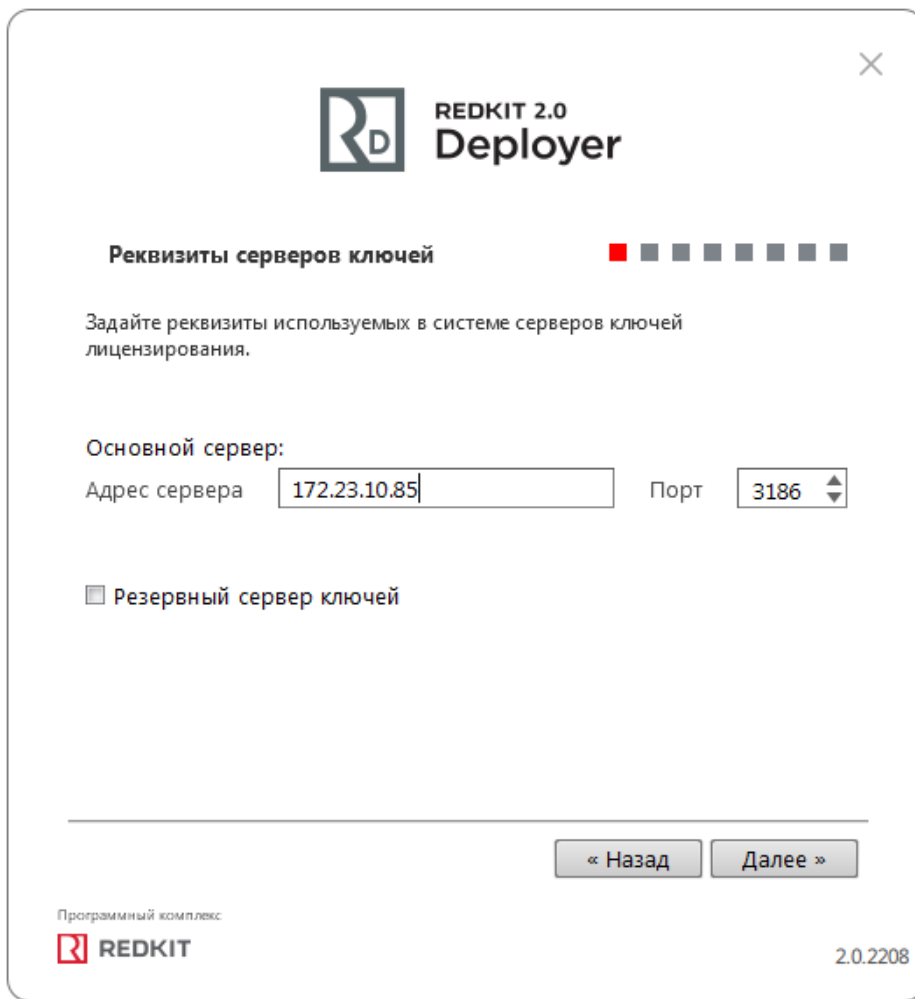 REDKIT 2.0
Deployer
Реквизиты серверов ключей
Задайте реквизиты используемых в системе серверов ключей
лицензирования.
Основной сервер:
Адрес сервера 172.23.10.85 Порт 3186
Резервный сервер ключей
« Назад Далее »
Программный комплекс
REDKIT
2.0.2208